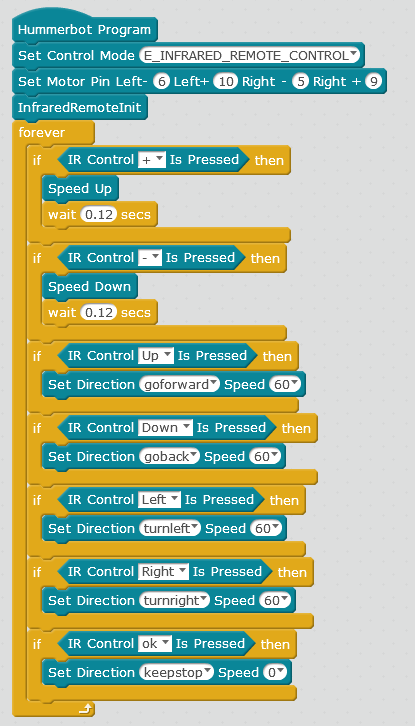 Hummerbot Program
Set Control Mode E_INFRARED_REMOTE_CONTROL
Set Motor Pin Left- 6 Left+ 10 Right - 5 Right + 9
InfraredRemoteInit
forever
if IR Control + Is Pressed then
Speed Up
wait 0.12 secs
if IR Control - Is Pressed then
Speed Down
wait 0.12 secs
if IR Control Up Is Pressed then
Set Direction goforward Speed 60
if IR Control Down Is Pressed then
Set Direction goback Speed 60
if IR Control Left Is Pressed then
Set Direction turnleft Speed 60
if IR Control Right Is Pressed then
Set Direction turnright Speed 60
if IR Control ok Is Pressed then
Set Direction keepstop Speed 0